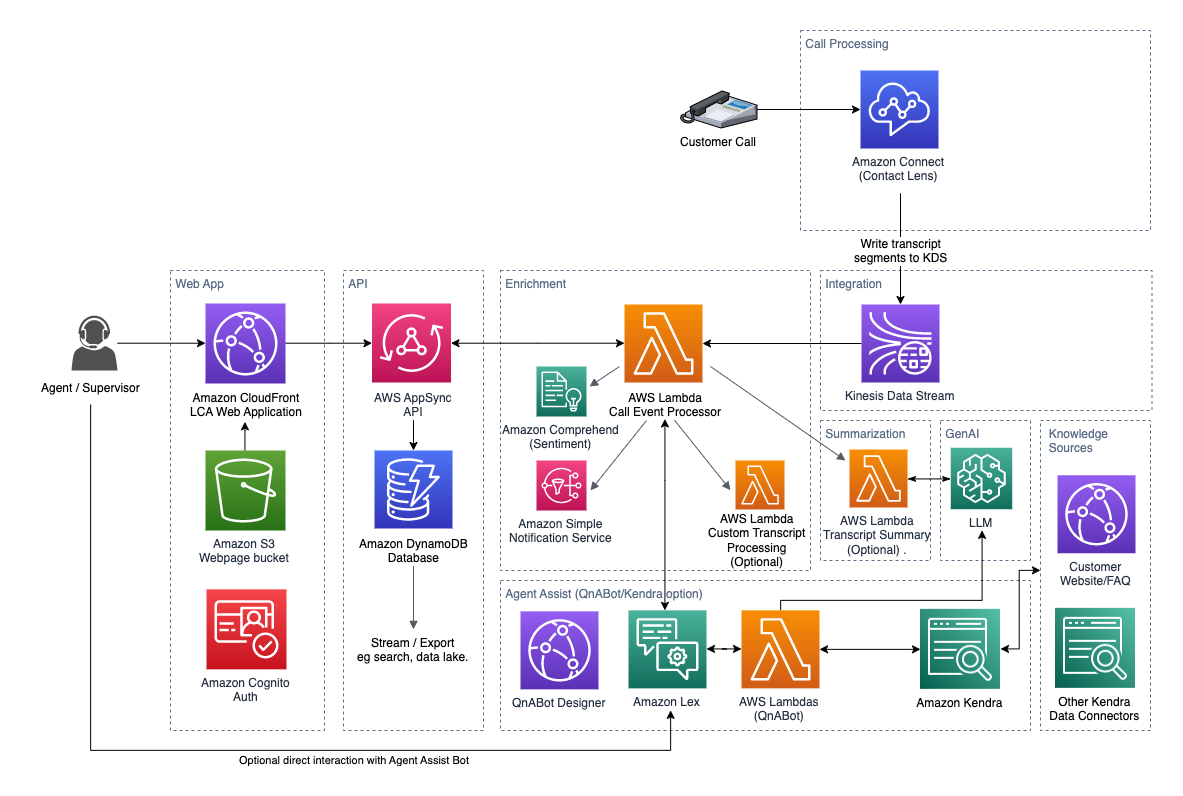 Call Processing
Customer Call
Amazon Connect
(Contact Lens)
Write transcript
segments to KDS
Web App
API
Enrichment
Integration
Agent / Supervisor
Amazon CloudFront
LCA Web Application
AWS AppSync
API
AWS Lambda
Call Event Processor
Kinesis Data Stream
Amazon Comprehend
(Sentiment)
Summarization
GenAI
Knowledge
Sources
Amazon S3
Webpage bucket
Amazon DynamoDB
Database
Amazon Simple
Notification Service
AWS Lambda
Custom Transcript
Processing
(Optional)
AWS Lambda
Transcript Summary
(Optional) .
LLM
Customer
Website/FAQ
Agent Assist (QnABot/Kendra option)
Stream / Export
eg search, data lake.
Amazon Cognito
Auth
QnABot Designer
Amazon Lex
AWS Lambdas
(QnABot)
Amazon Kendra
Other Kendra
Data Connectors
Optional direct interaction with Agent Assist Bot